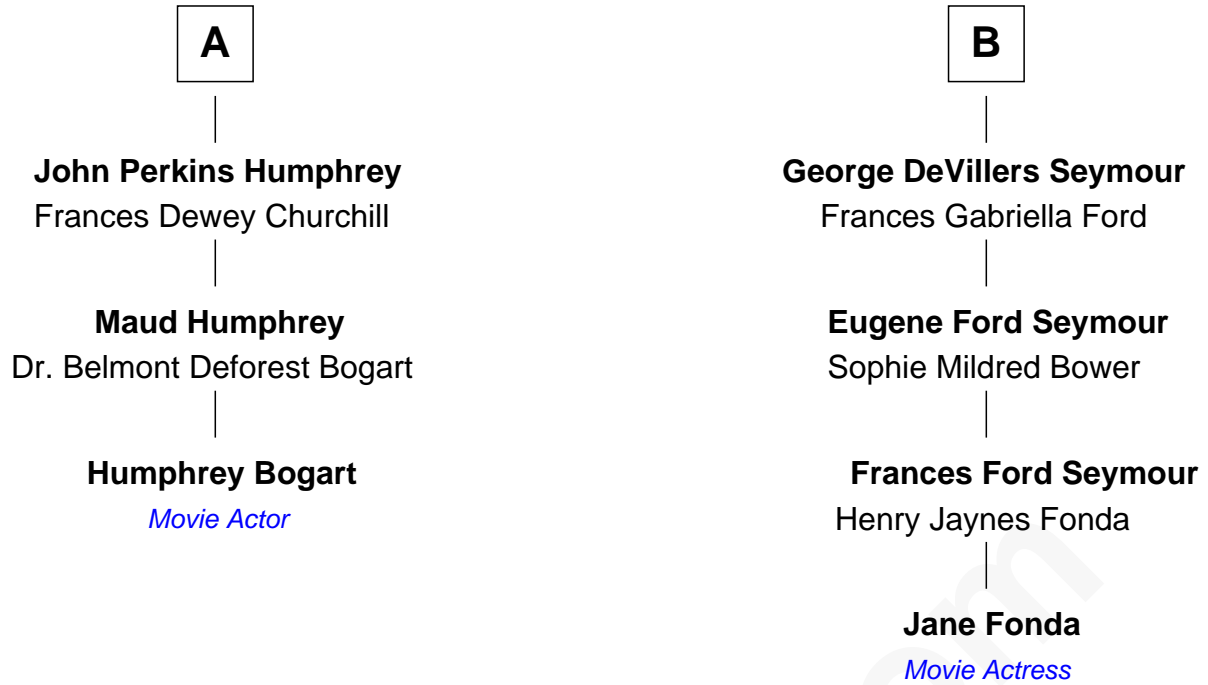 A
John Perkins Humphrey
Frances Dewey Churchill
Maud Humphrey
Dr. Belmont Deforest Bogart
Humphrey Bogart
Movie Actor
B
George DeVillers Seymour
Frances Gabriella Ford
Eugene Ford Seymour
Sophie Mildred Bower
Frances Ford Seymour
Henry Jaynes Fonda
Jane Fonda
Movie Actress